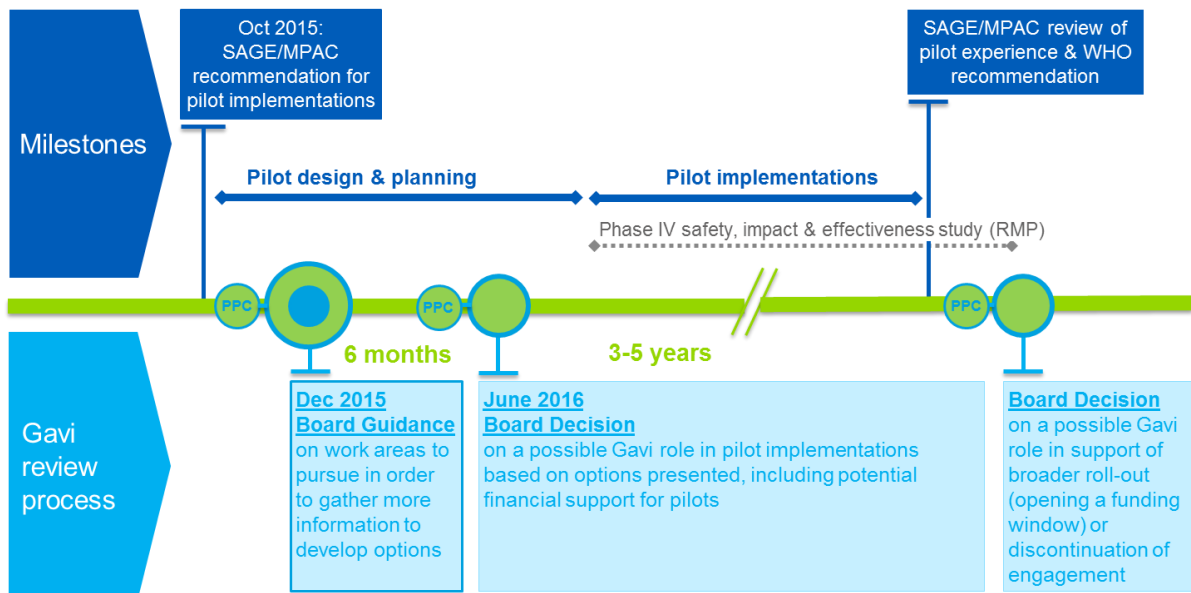 Milestones
Oct 2015:
SAGE/MPAC
recommendation for
pilot implementations
SAGE/MPAC review of
pilot experience & WHO
recommendation
Pilot design & planning
Pilot implementations
Phase IV safety, impact & effectiveness study (RMP)
PPC
PPC
PPC
6 months
3-5 years
Gavi
review
process
Dec 2015
Board Guidance
on work areas to
pursue in order
to gather more
information to
develop options
June 2016
Board Decision
on a possible Gavi role in pilot implementations
based on options presented, including potential
financial support for pilots
Board Decision
on a possible Gavi
role in support of
broader roll-out
(opening a funding
window) or
discontinuation of
engagement